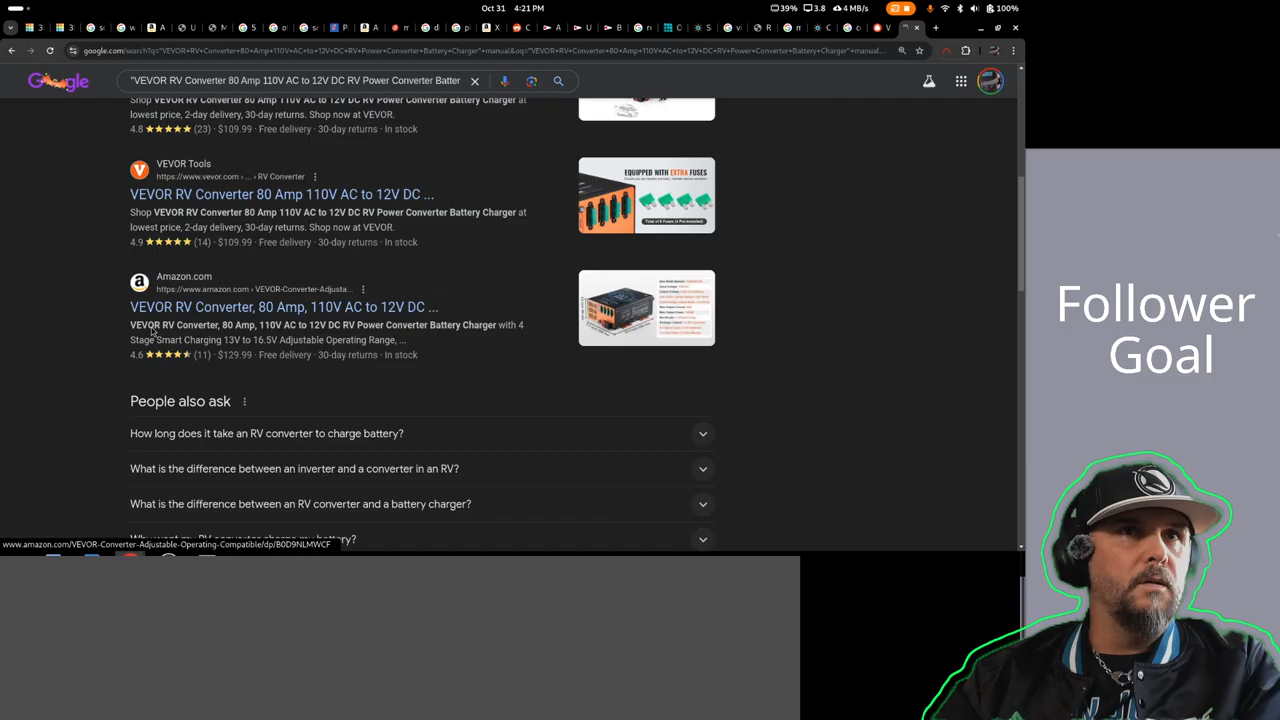 Oct 31 4:21 PM
39% 3.8 4 MB/s 100%
google.com/search?q="VEVOR+RV+Converter+80+Amp+110V+AC+to+12V+DC+RV+Power+Converter+Battery+Charger"+manual&oq="VEVOR+RV+Converter+80+Amp+110V+AC+to+12V+DC+RV+Power+Converter+Battery+Charger"+manual...
Google "VEVOR RV Converter 80 Amp 110V AC to 12V DC RV Power Converter Batter
Shop VEVOR RV Converter 80 Amp 110V AC to 12V DC RV Power Converter Battery Charger at
lowest price, 2-day delivery, 30-day returns. Shop now at VEVOR.
4.8 (23) · $109.99 · Free delivery · 30-day returns · In stock
VEVOR Tools
https://www.vevor.com › ... › RV Converter
VEVOR RV Converter 80 Amp 110V AC to 12V DC ...
Shop VEVOR RV Converter 80 Amp 110V AC to 12V DC RV Power Converter Battery Charger at
lowest price, 2-day delivery, 30-day returns. Shop now at VEVOR.
4.9 (14) · $109.99 · Free delivery · 30-day returns · In stock
EQUIPPED WITH EXTRA FUSES
Amazon.com
https://www.amazon.com › VEVOR-Converter-Adjusta...
VEVOR RV Converter 80 Amp, 110V AC to 12V DC ...
VEVOR RV Converter, 80 Amp, 110V AC to 12V DC RV Power Converter Battery Charger with 4
Stage Smart Charging 0 to 16.5V Adjustable Operating Range, ...
4.6 (11) · $129.99 · Free delivery · 30-day returns · In stock
People also ask
How long does it take an RV converter to charge battery?
What is the difference between an inverter and a converter in an RV?
What is the difference between an RV converter and a battery charger?
Why won't my RV converter charge my battery?
www.amazon.com/VEVOR-Converter-Adjustable-Operating-Compatible/dp/B0D9NLMWCF
Follower
Goal